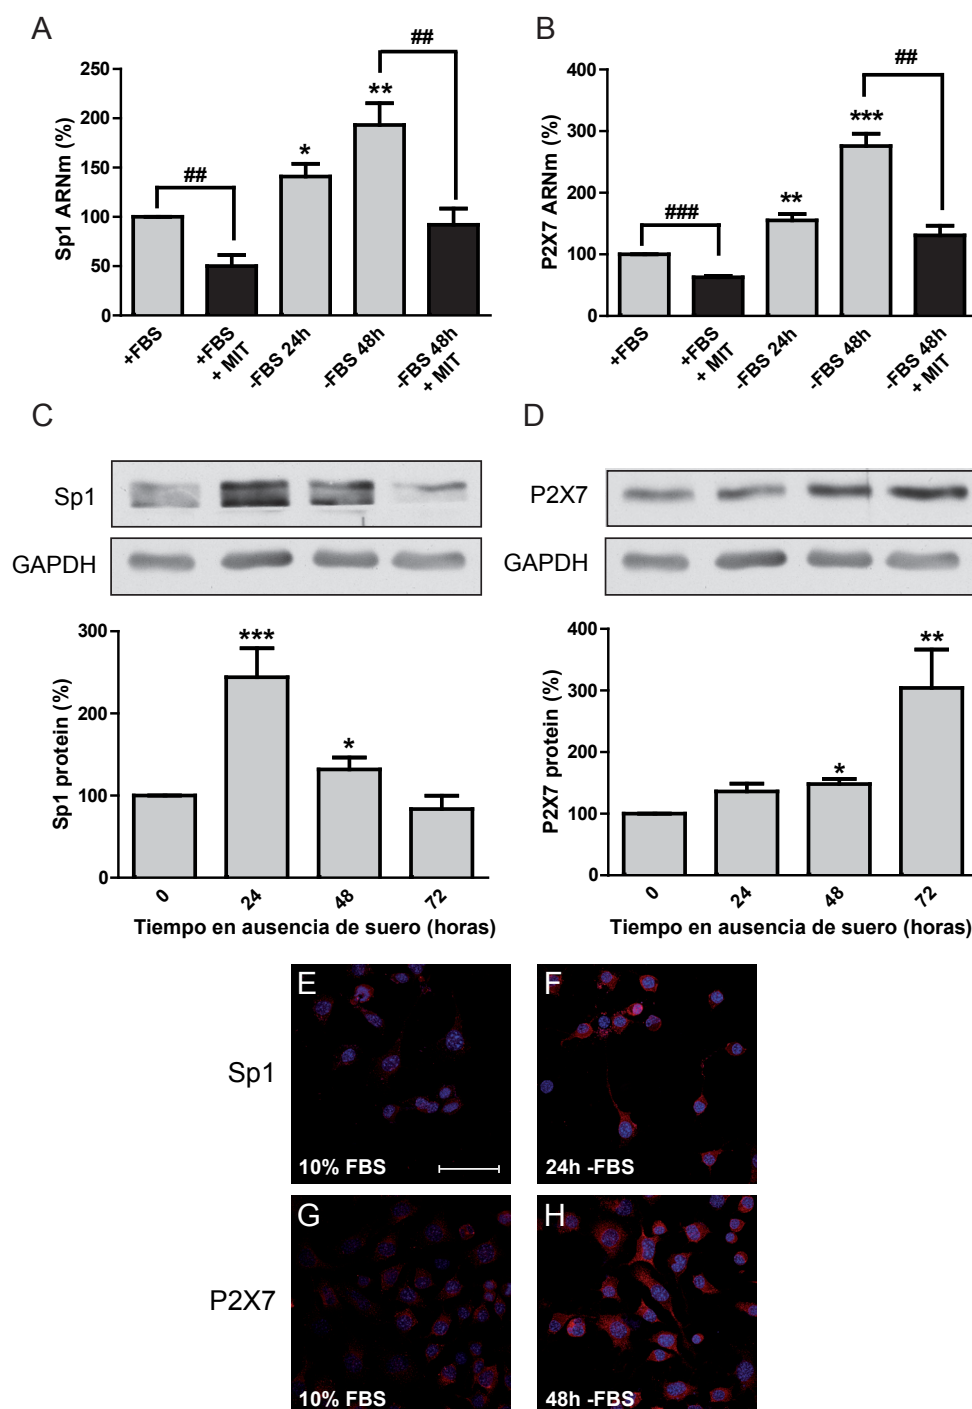 A
Sp1 ARNm (%)
250
200
150
100
50
0
##
*
**
##
+FBS
+FBS
+ MIT
-FBS 24h
-FBS 48h
-FBS 48h
+ MIT
B
P2X7 ARNm (%)
400
300
200
100
0
###
**
***
##
+FBS
+FBS
+ MIT
-FBS 24h
-FBS 48h
-FBS 48h
+ MIT
C
Sp1
GAPDH
Sp1 protein (%)
300
200
100
0
***
*
0
24
48
72
Tiempo en ausencia de suero (horas)
D
P2X7
GAPDH
P2X7 protein (%)
400
300
200
100
0
*
**
0
24
48
72
Tiempo en ausencia de suero (horas)
Sp1
E
10% FBS
F
24h -FBS
P2X7
G
10% FBS
H
48h -FBS